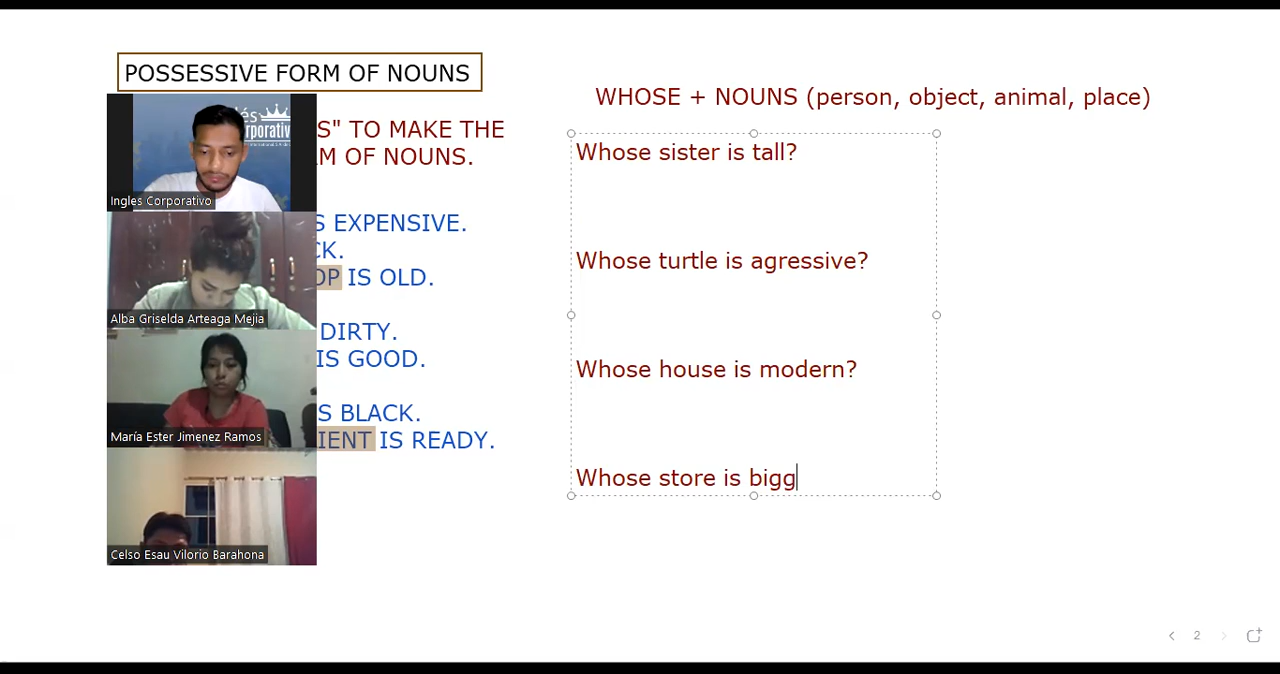 POSSESSIVE FORM OF NOUNS
S" TO MAKE THE
M OF NOUNS.
S EXPENSIVE.
CK.
OP IS OLD.
DIRTY.
IS GOOD.
S BLACK.
IENT IS READY.
Ingles Corporativo
Alba Griselda Arteaga Mejia
María Ester Jimenez Ramos
Celso Esau Vilorio Barahona
WHOSE + NOUNS (person, object, animal, place)
Whose sister is tall?
Whose turtle is agressive?
Whose house is modern?
Whose store is bigg
2